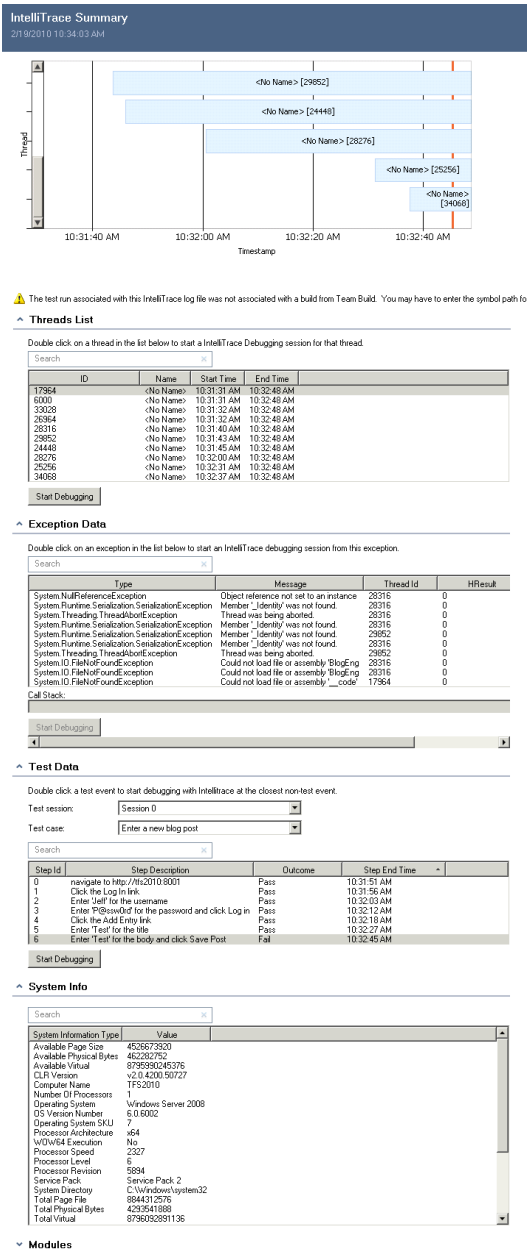 IntelliTrace Summary
2/19/2010 10:34:03 AM
Thread
<No Name> [29852]
<No Name> [24448]
<No Name> [28276]
<No Name> [25256]
<No Name>
[34068]
10:31:40 AM 10:32:00 AM 10:32:20 AM 10:32:40 AM
Timestamp
The test run associated with this IntelliTrace log file was not associated with a build from Team Build. You may have to enter the symbol path fo
Threads List
Double click on a thread in the list below to start a IntelliTrace Debugging session for that thread.
Search
ID Name Start Time End Time
17964 <No Name> 10:31:31 AM 10:32:48 AM
6000 <No Name> 10:31:31 AM 10:32:48 AM
33028 <No Name> 10:31:32 AM 10:32:48 AM
26964 <No Name> 10:31:32 AM 10:32:48 AM
28316 <No Name> 10:31:40 AM 10:32:48 AM
29852 <No Name> 10:31:43 AM 10:32:48 AM
24448 <No Name> 10:31:45 AM 10:32:48 AM
28276 <No Name> 10:32:00 AM 10:32:48 AM
25256 <No Name> 10:32:31 AM 10:32:48 AM
34068 <No Name> 10:32:37 AM 10:32:48 AM
Start Debugging
Exception Data
Double click on an exception in the list below to start an IntelliTrace debugging session from this exception.
Search
Type Message Thread Id HResult
System.NullReferenceException Object reference not set to an instance 28316 0
System.Runtime.Serialization.SerializationException Member '_Identity' was not found. 28316 0
System.Threading.ThreadAbortException Thread was being aborted. 28316 0
System.Runtime.Serialization.SerializationException Member '_Identity' was not found. 28316 0
System.Runtime.Serialization.SerializationException Member '_Identity' was not found. 29852 0
System.Runtime.Serialization.SerializationException Member '_Identity' was not found. 28316 0
System.Threading.ThreadAbortException Thread was being aborted. 29852 0
System.IO.FileNotFoundException Could not load file or assembly 'BlogEng 28316 0
System.IO.FileNotFoundException Could not load file or assembly 'BlogEng 28316 0
System.IO.FileNotFoundException Could not load file or assembly '__code' 17964 0
Call Stack:
Start Debugging
Test Data
Double click a test event to start debugging with Intellitrace at the closest non-test event.
Test session: Session 0
Test case: Enter a new blog post
Search
Step Id Step Description Outcome Step End Time
0 navigate to http://tfs2010:8001 Pass 10:31:51 AM
1 Click the Log In link Pass 10:31:56 AM
2 Enter 'Jeff' for the username Pass 10:32:03 AM
3 Enter 'P@ssw0rd' for the password and click Log in Pass 10:32:12 AM
4 Click the Add Entry link Pass 10:32:18 AM
5 Enter 'Test' for the title Pass 10:32:27 AM
6 Enter 'Test' for the body and click Save Post Fail 10:32:45 AM
Start Debugging
System Info
Search
System Information Type Value
Available Page Size 4526673920
Available Physical Bytes 462282752
Available Virtual 8795990245376
CLR Version v2.0.4200.50727
Computer Name TFS2010
Number Of Processors 1
Operating System Windows Server 2008
OS Version Number 6.0.6002
Operating System SKU 7
Processor Architecture x64
WOW64 Execution No
Processor Speed 2327
Processor Level 6
Processor Revision 5894
Service Pack Service Pack 2
System Directory C:\Windows\system32
Total Page File 8844312576
Total Physical Bytes 4293541888
Total Virtual 8796092891136
Modules